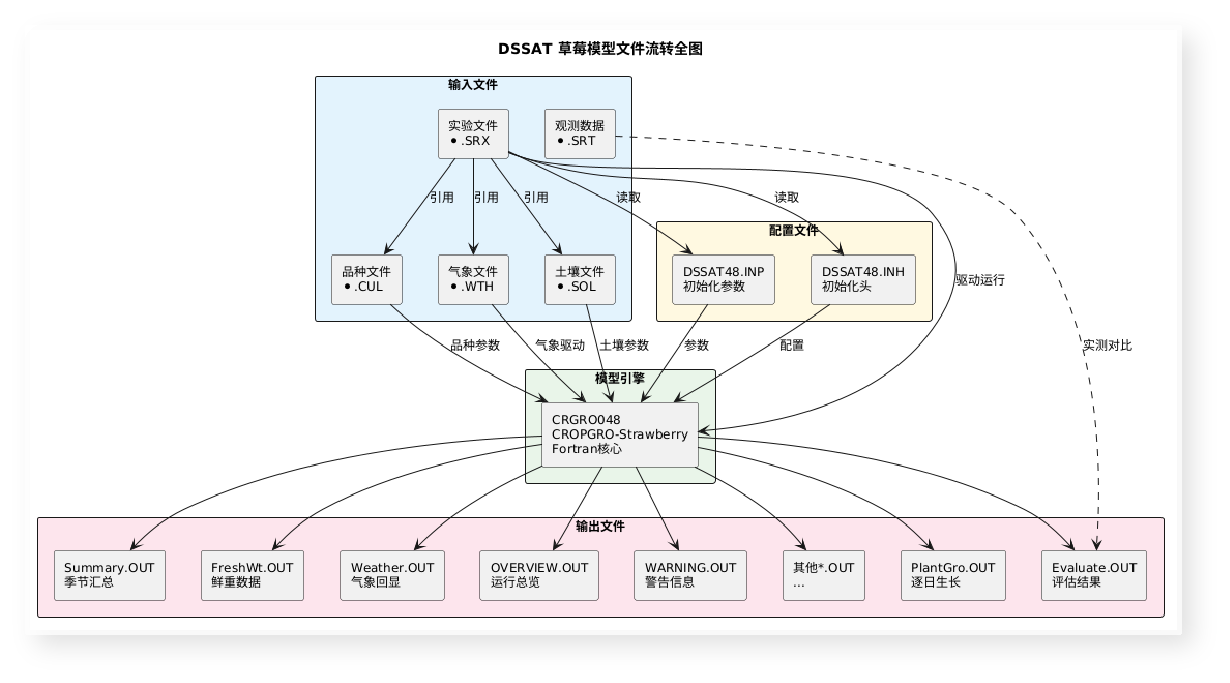 DSSAT 草莓模型文件流转全图
输入文件
实验文件
• .SRX
观测数据
• .SRT
引用
引用
引用
读取
读取
配置文件
品种文件
• .CUL
气象文件
• .WTH
土壤文件
• .SOL
DSSAT48.INP
初始化参数
DSSAT48.INH
初始化头
驱动运行
品种参数
气象驱动
土壤参数
参数
配置
实测对比
模型引擎
CRGRO048
CROPGRO-Strawberry
Fortran核心
输出文件
Summary.OUT
季节汇总
FreshWt.OUT
鲜重数据
Weather.OUT
气象回显
OVERVIEW.OUT
运行总览
WARNING.OUT
警告信息
其他*.OUT
...
PlantGro.OUT
逐日生长
Evaluate.OUT
评估结果